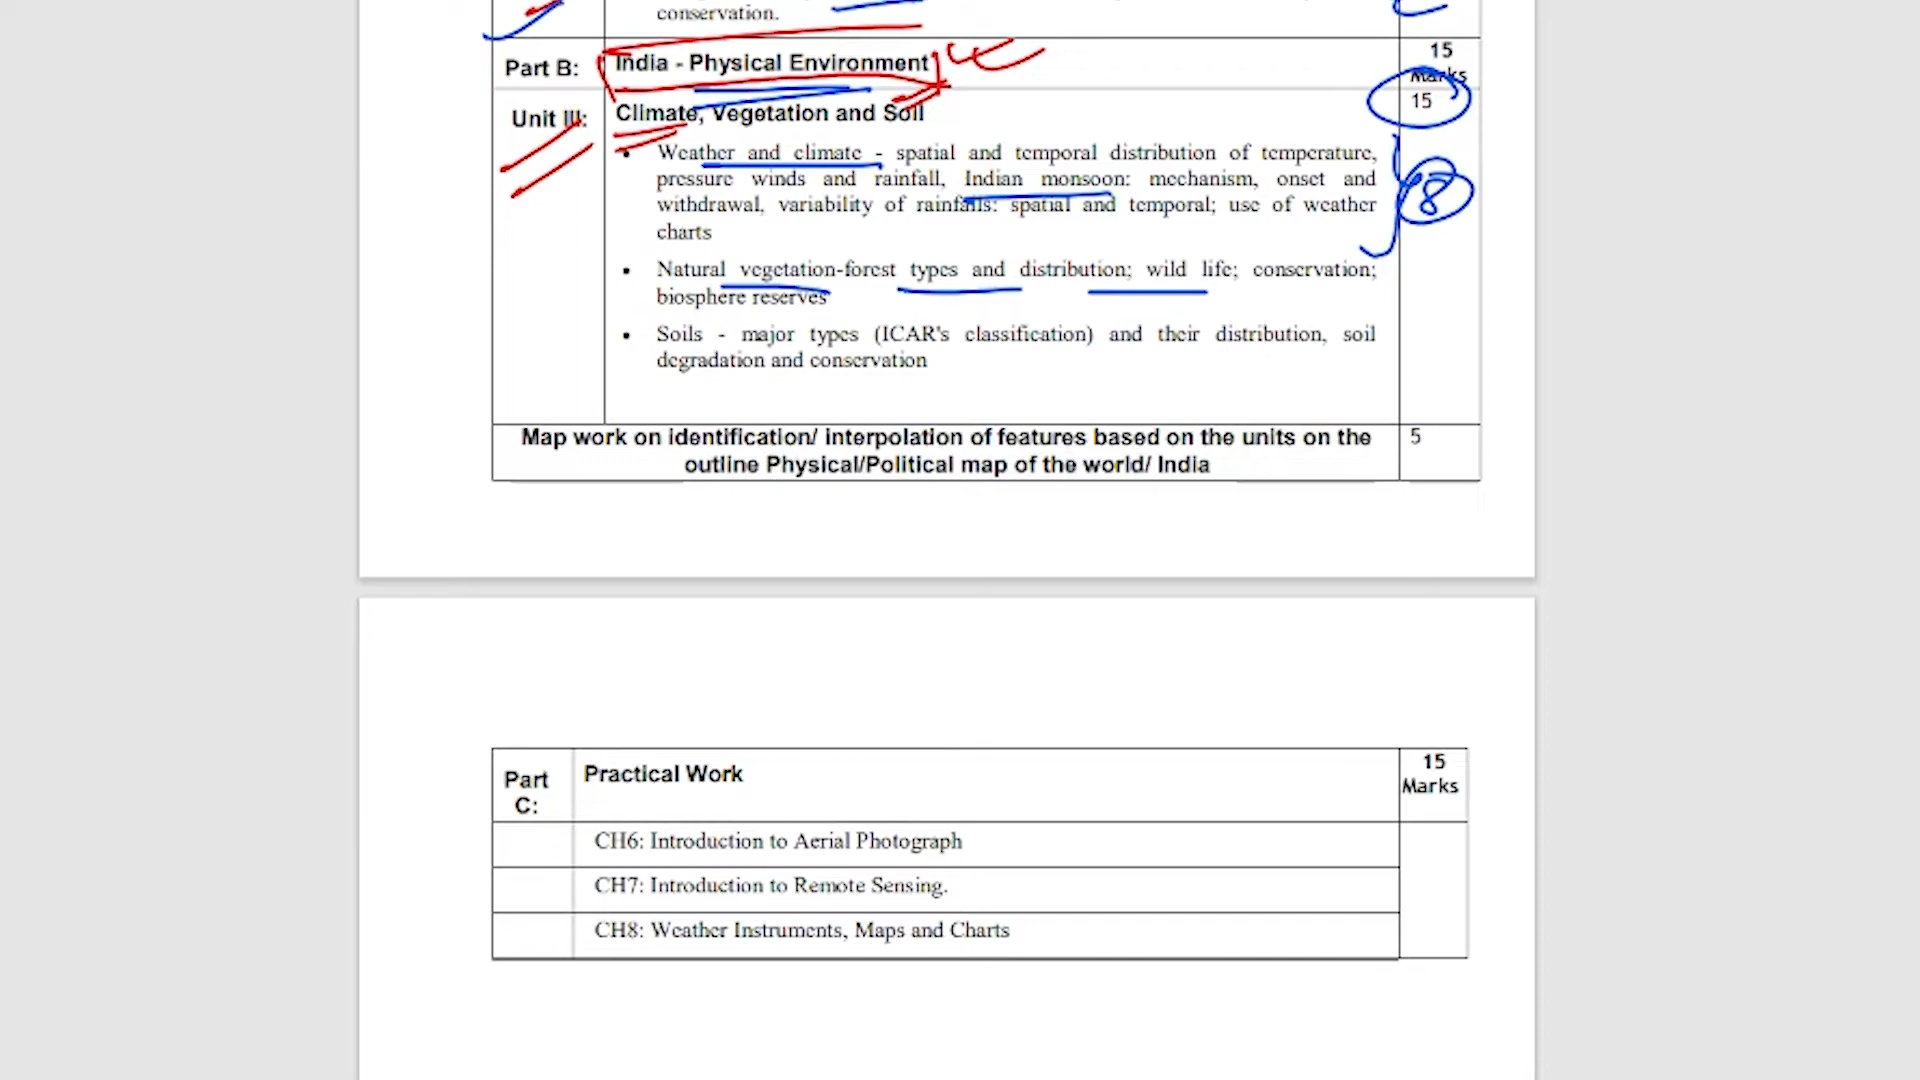 conservation.
Part B:
India - Physical Environment
15
Marks
Unit III:
Climate, Vegetation and Soil
15
• Weather and climate - spatial and temporal distribution of temperature,
pressure winds and rainfall, Indian monsoon: mechanism, onset and
withdrawal, variability of rainfalls: spatial and temporal; use of weather
charts
8
• Natural vegetation-forest types and distribution; wild life; conservation;
biosphere reserves
• Soils - major types (ICAR's classification) and their distribution, soil
degradation and conservation
Map work on identification/ interpolation of features based on the units on the
outline Physical/Political map of the world/ India
5
Part
C:
Practical Work
15
Marks
CH6: Introduction to Aerial Photograph
CH7: Introduction to Remote Sensing.
CH8: Weather Instruments, Maps and Charts